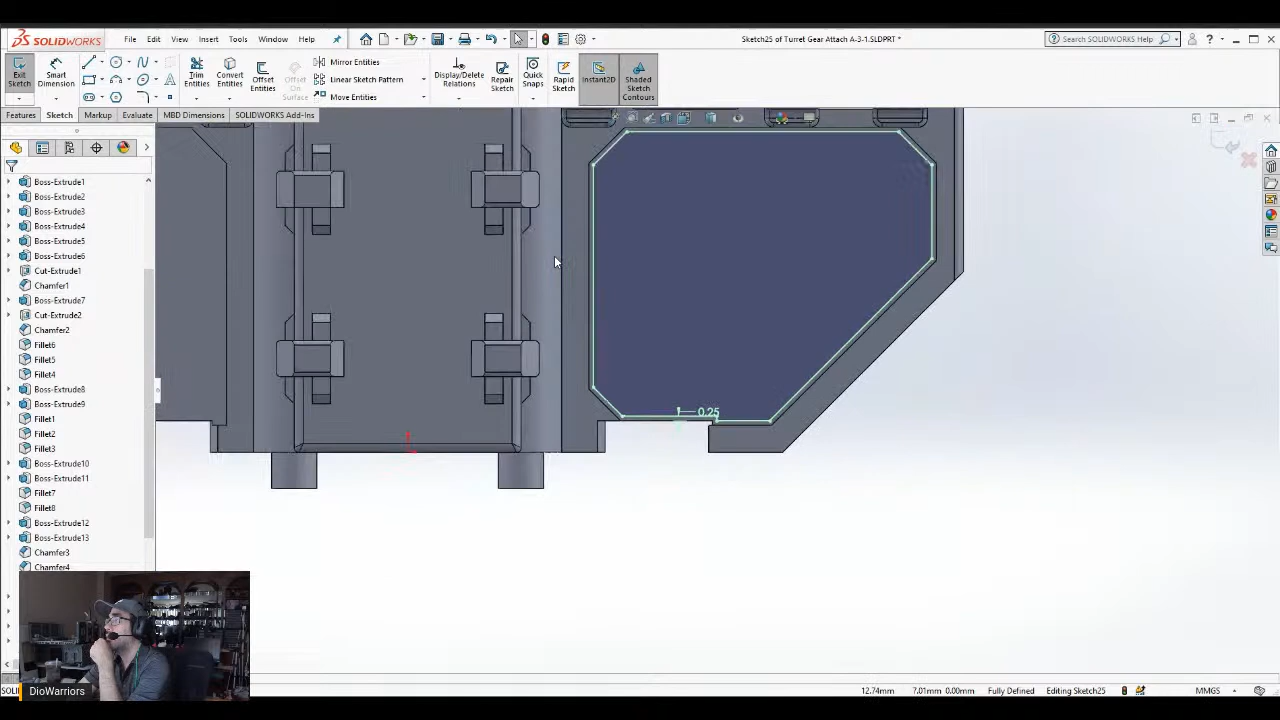 SOLIDWORKS File Edit View Insert Tools Window Help Sketch25 of Turret Gear Attach A-3-1.SLDPRT * Search SOLIDWORKS Help
Exit Sketch Smart Dimension Trim Entities Convert Entities Offset Entities Offset On Surface Mirror Entities Linear Sketch Pattern Move Entities Display/Delete Relations Repair Sketch Quick Snaps Rapid Sketch Instant2D Shaded Sketch Contours
Features Sketch Markup Evaluate MBD Dimensions SOLIDWORKS Add-Ins
Boss-Extrude1
Boss-Extrude2
Boss-Extrude3
Boss-Extrude4
Boss-Extrude5
Boss-Extrude6
Cut-Extrude1
Chamfer1
Boss-Extrude7
Cut-Extrude2
Chamfer2
Fillet6
Fillet5
Fillet4
Boss-Extrude8
Boss-Extrude9
Fillet1
Fillet2
Fillet3
Boss-Extrude10
Boss-Extrude11
Fillet7
Fillet8
Boss-Extrude12
Boss-Extrude13
Chamfer3
Chamfer4
0.25
DioWarriors
12.74mm 7.01mm 0.00mm Fully Defined Editing Sketch25 MMGS